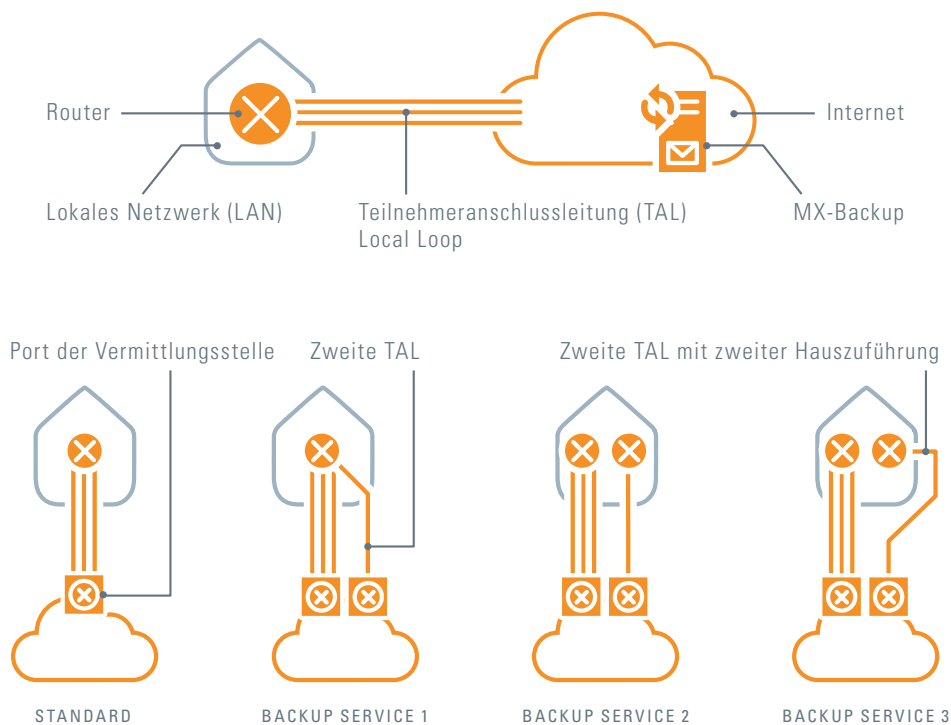 Router
Internet
Lokales Netzwerk (LAN)
Teilnehmeranschlussleitung (TAL)
Local Loop
MX-Backup
Port der Vermittlungsstelle
Zweite TAL
Zweite TAL mit zweiter Hauszuführung
STANDARD
BACKUP SERVICE 1
BACKUP SERVICE 2
BACKUP SERVICE 3